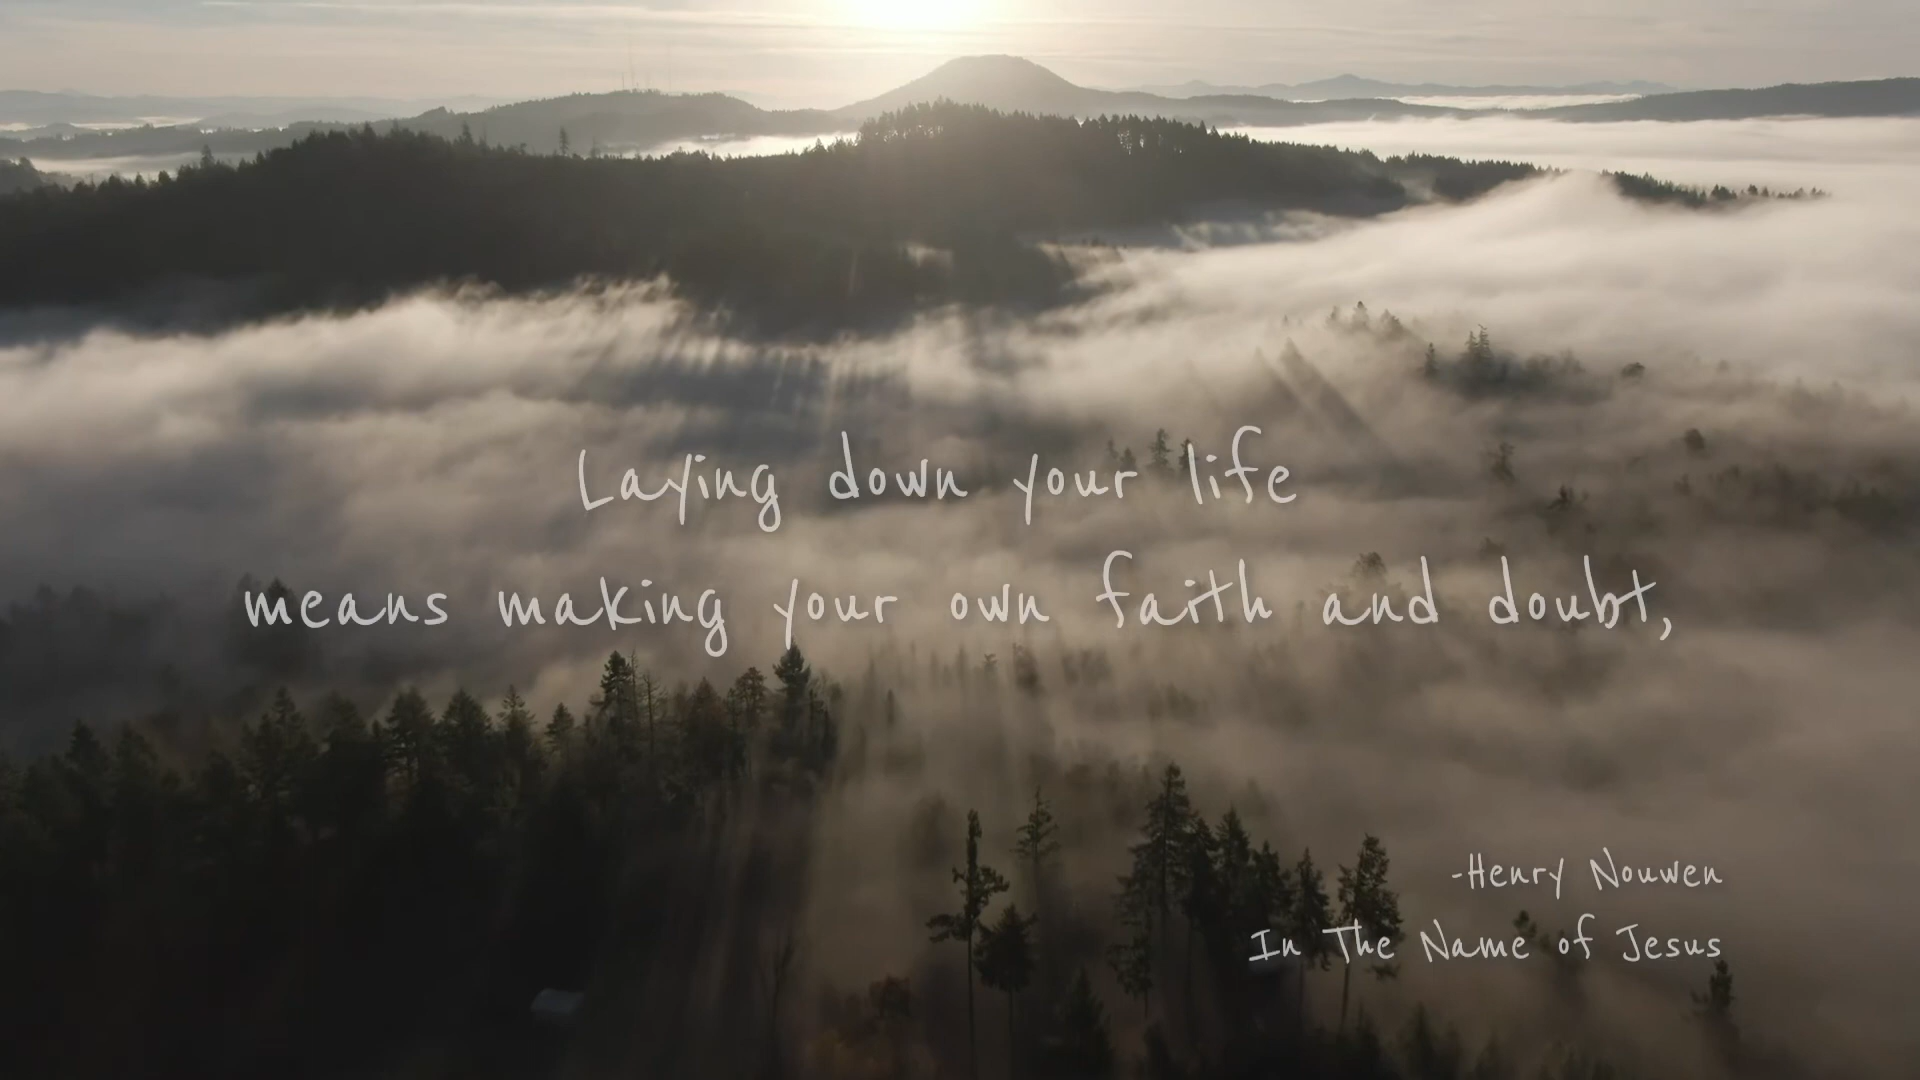 Laying down your life
means making your own faith and doubt,
-Henry Nouwen
In The Name of Jesus